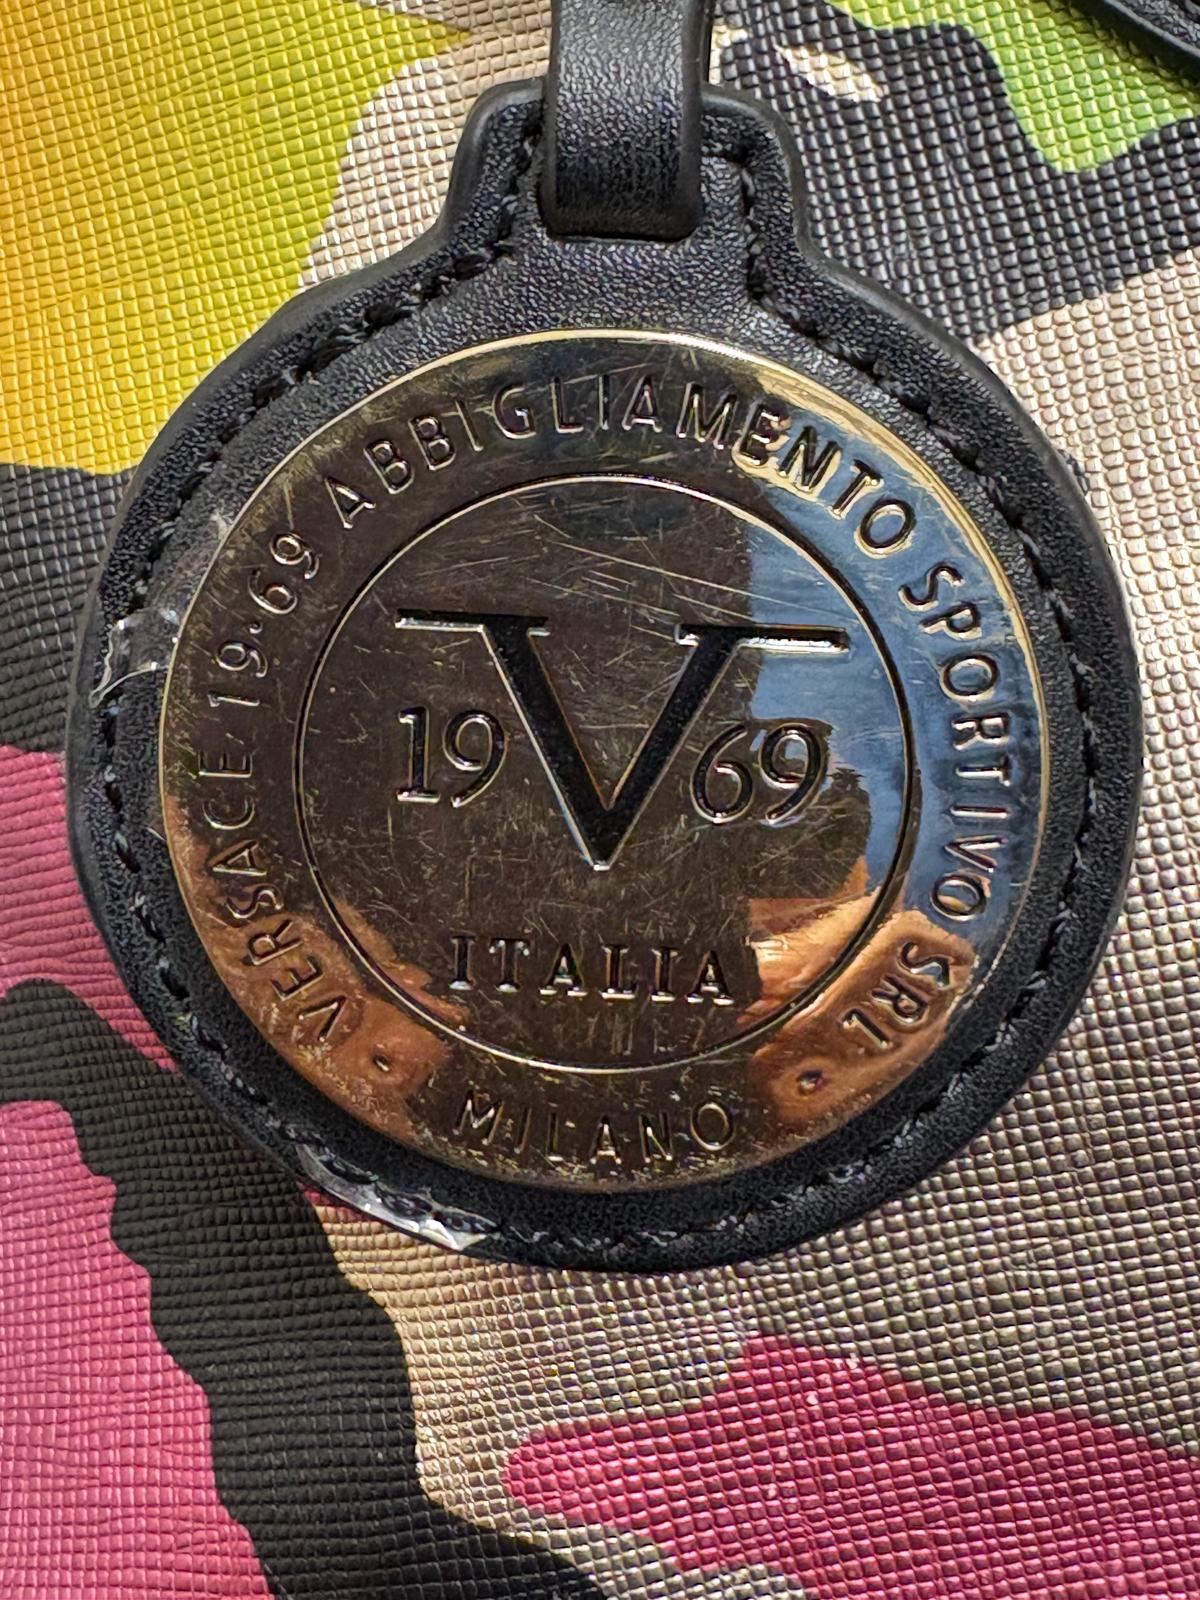 VERSACE 19·69 ABBIGLIAMENTO SPORTIVO SRL
19 V 69
ITALIA
· MILANO ·